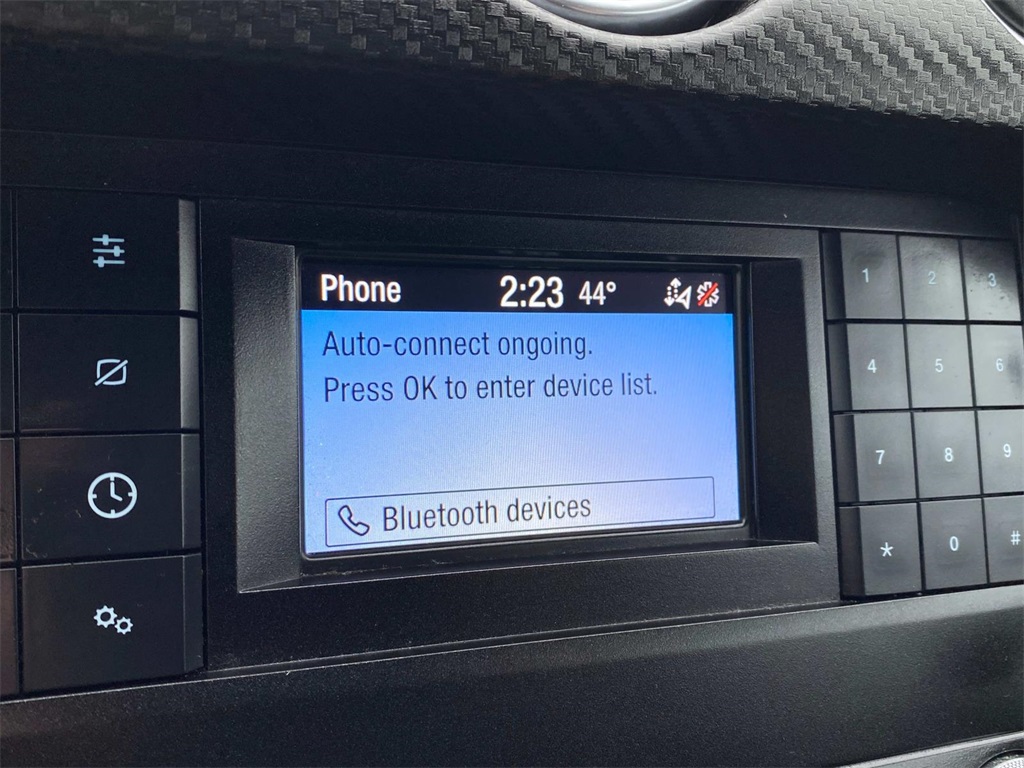 Phone 2:23 44°
Auto-connect ongoing.
Press OK to enter device list.
Bluetooth devices
1 2 3
4 5 6
7 8 9
* 0 #